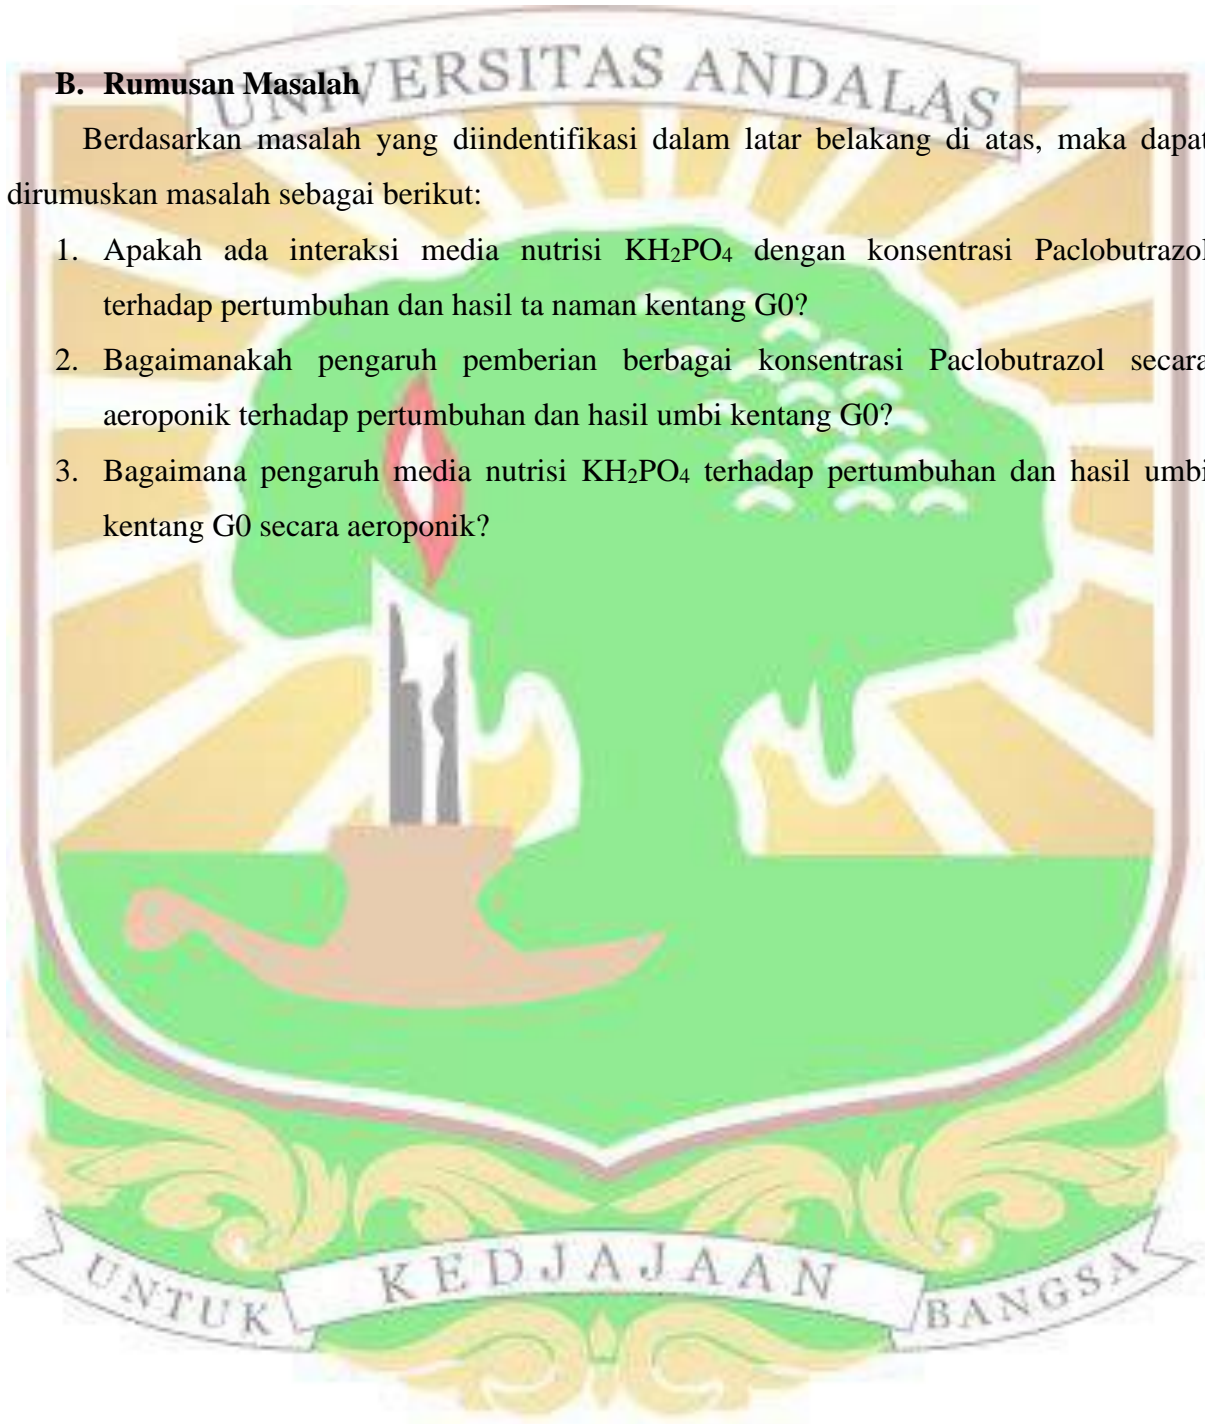 UNIVERSITAS ANDALAS
B. Rumusan Masalah
Berdasarkan masalah yang diindentifikasi dalam latar belakang di atas, maka dapat
dirumuskan masalah sebagai berikut:
1. Apakah ada interaksi media nutrisi KH₂PO₄ dengan konsentrasi Paclobutrazol
terhadap pertumbuhan dan hasil ta naman kentang G0?
2. Bagaimanakah pengaruh pemberian berbagai konsentrasi Paclobutrazol secara
aeroponik terhadap pertumbuhan dan hasil umbi kentang G0?
3. Bagaimana pengaruh media nutrisi KH₂PO₄ terhadap pertumbuhan dan hasil umbi
kentang G0 secara aeroponik?
UNTUK KEDJAJAAN BANGSA